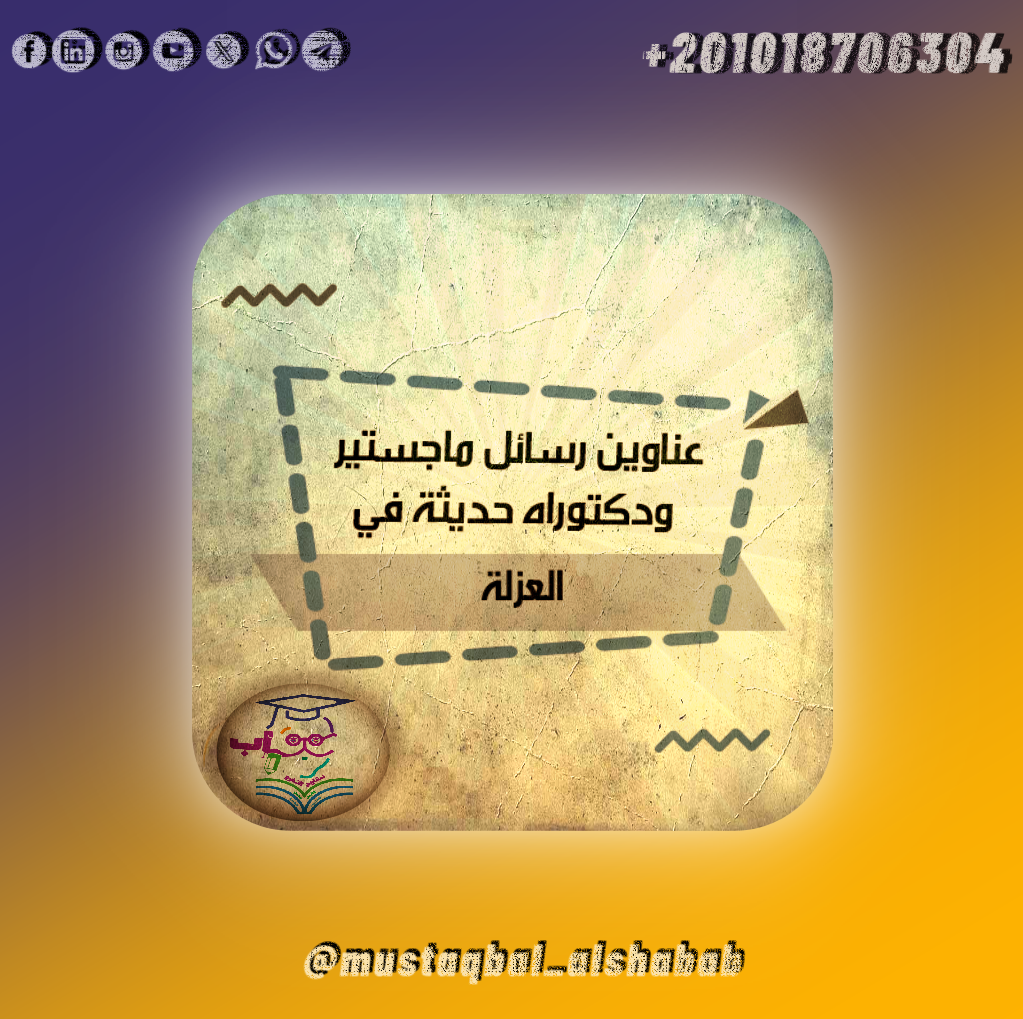 +201018706304
عناوين رسائل ماجستير
ودكتوراه حديثة في
العزلة
@mustaqbal_alshabab